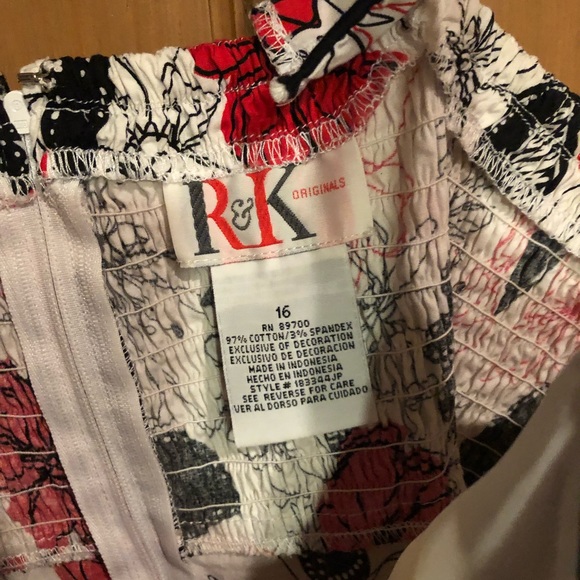 R&K ORIGINALS
16
RN 89700
97% COTTON/3% SPANDEX
EXCLUSIVE OF DECORATION
EXCLUSIVO DE DECORACION
MADE IN INDONESIA
HECHO EN INDONESIA
STYLE# 183344JP
SEE REVERSE FOR CARE
VER AL DORSO PARA CUIDADO